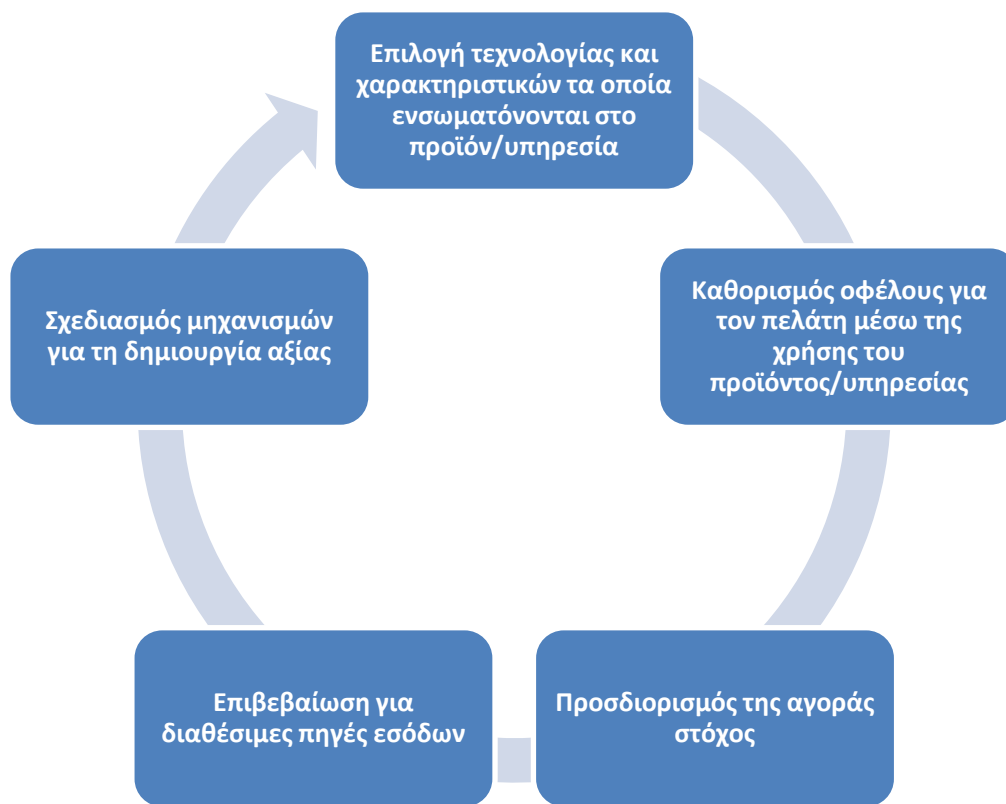 Επιλογή τεχνολογίας και
χαρακτηριστικών τα οποία
ενσωματόνονται στο
προϊόν/υπηρεσία
Καθορισμός οφέλους για
τον πελάτη μέσω της
χρήσης του
προϊόντος/υπηρεσίας
Προσδιορισμός της αγοράς
στόχος
Επιβεβαίωση για
διαθέσιμες πηγές εσόδων
Σχεδιασμός μηχανισμών
για τη δημιουργία αξίας